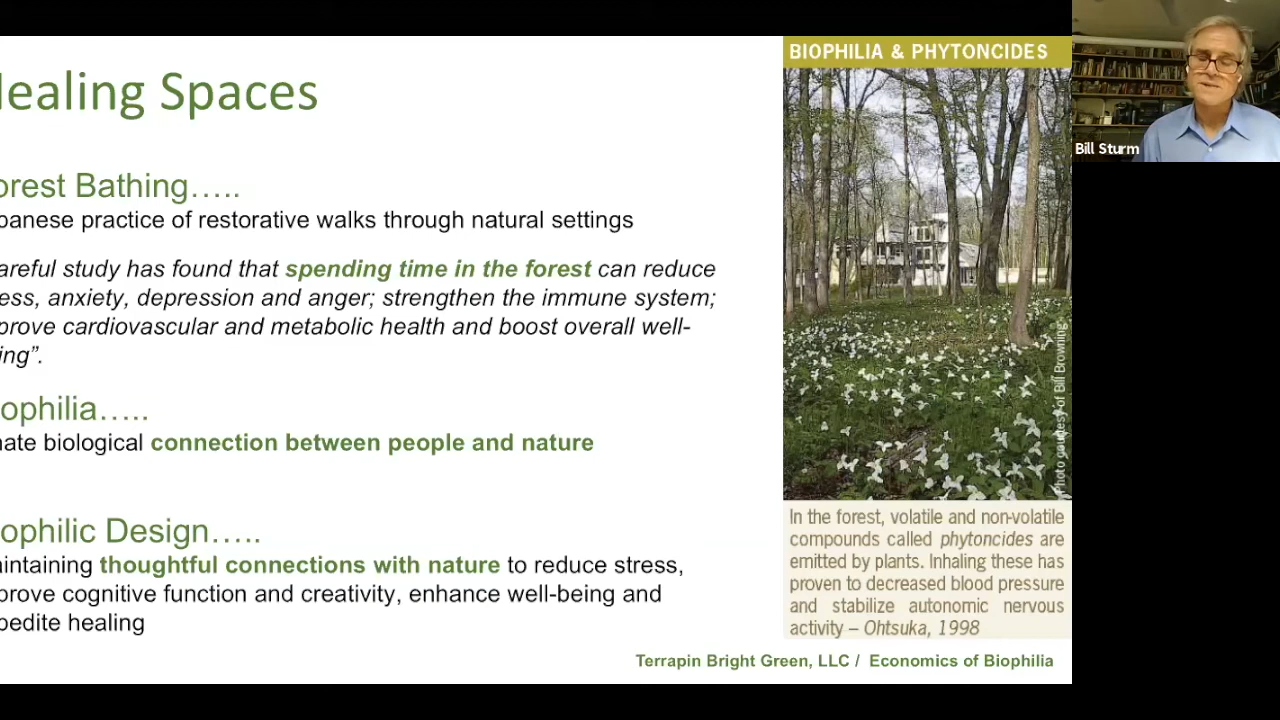 ealing Spaces
orest Bathing…..
panese practice of restorative walks through natural settings
areful study has found that spending time in the forest can reduce
ess, anxiety, depression and anger; strengthen the immune system;
prove cardiovascular and metabolic health and boost overall well-
ing”.
ophilia…..
nate biological connection between people and nature
ophilic Design…..
aintaining thoughtful connections with nature to reduce stress,
prove cognitive function and creativity, enhance well-being and
pedite healing
BIOPHILIA & PHYTONCIDES
Photo courtesy of Bill Browning
In the forest, volatile and non-volatile
compounds called phytoncides are
emitted by plants. Inhaling these has
proven to decreased blood pressure
and stabilize autonomic nervous
activity – Ohtsuka, 1998
Terrapin Bright Green, LLC / Economics of Biophilia
Bill Sturm